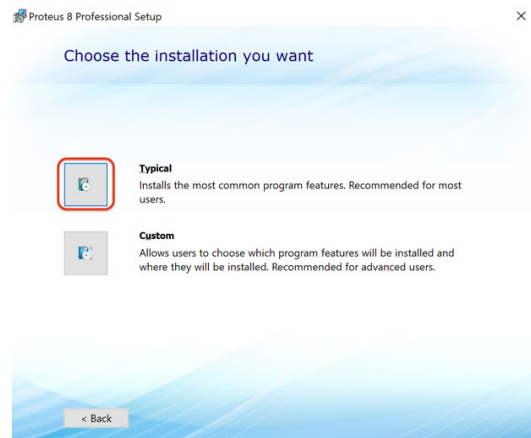 Proteus 8 Professional Setup
Choose the installation you want
Typical
Installs the most common program features. Recommended for most
users.
Custom
Allows users to choose which program features will be installed and
where they will be installed. Recommended for advanced users.
< Back